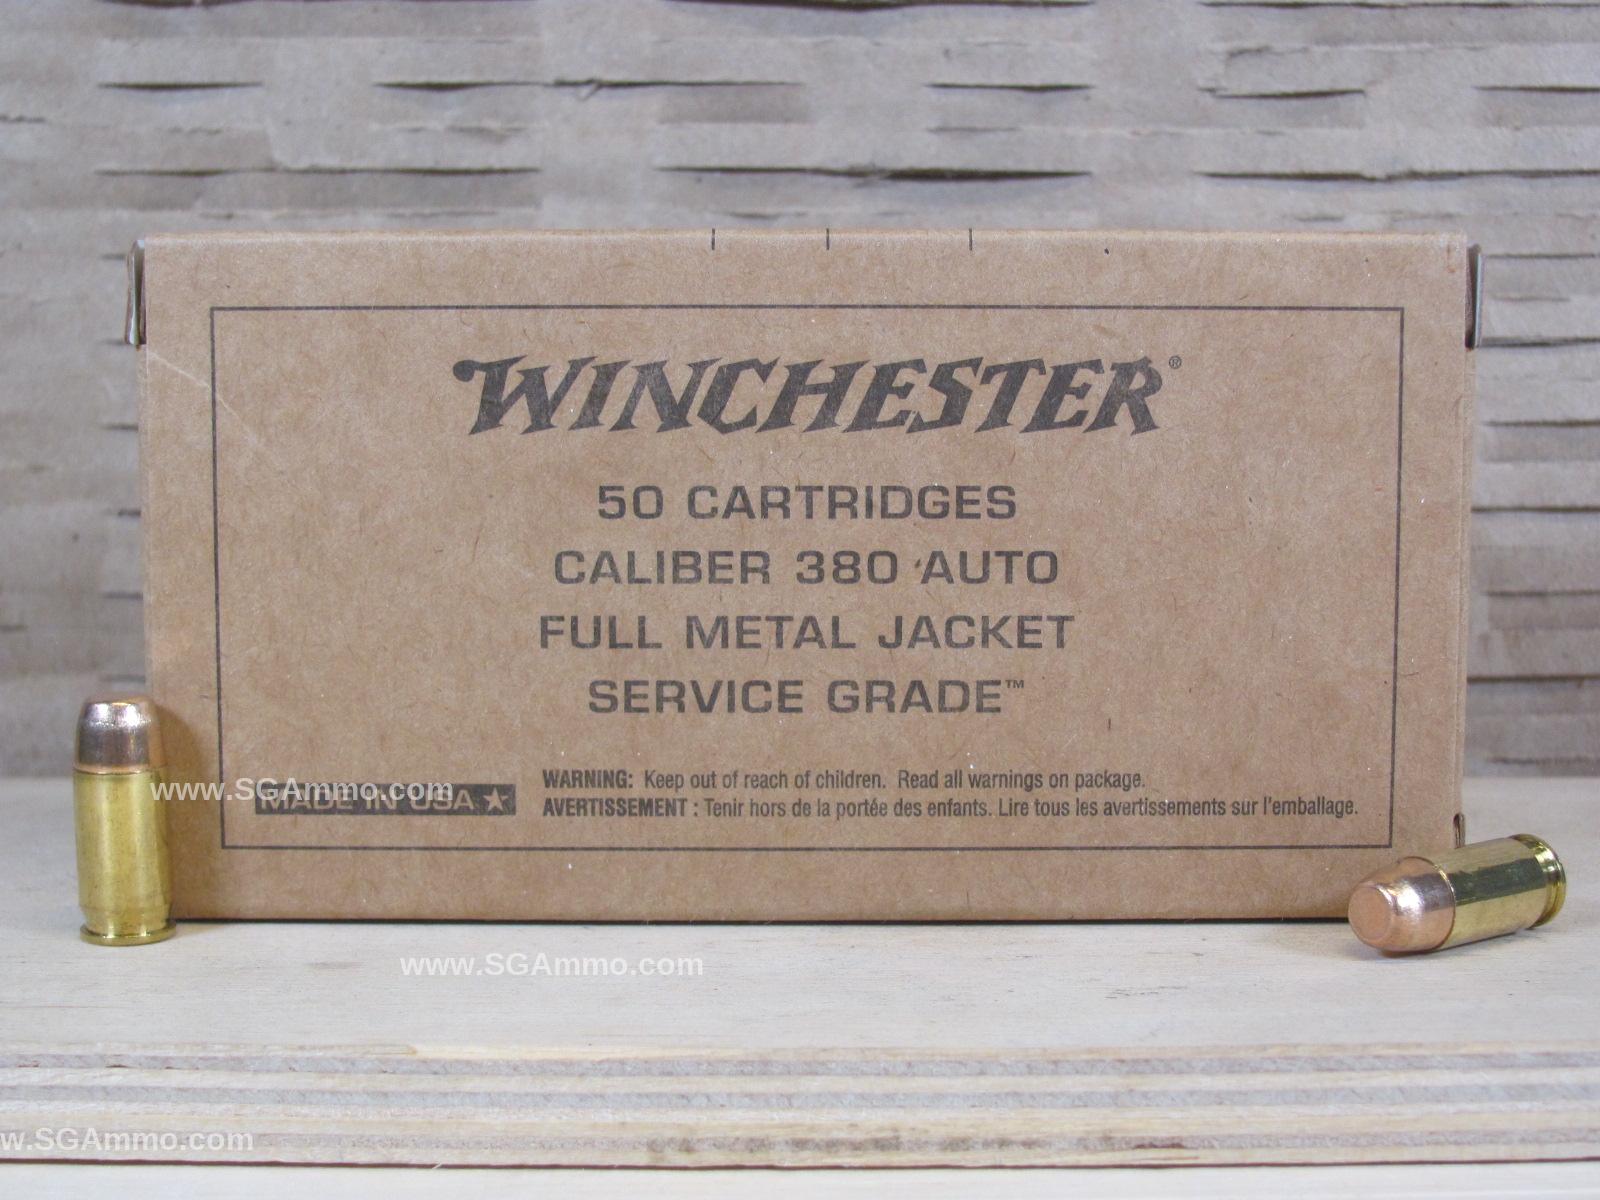 WINCHESTER®
50 CARTRIDGES
CALIBER 380 AUTO
FULL METAL JACKET
SERVICE GRADE™
MADE IN USA ★
WARNING: Keep out of reach of children. Read all warnings on package.
AVERTISSEMENT : Tenir hors de la portée des enfants. Lire tous les avertissements sur l'emballage.
www.SGAmmo.com
www.SGAmmo.com
w.SGAmmo.com